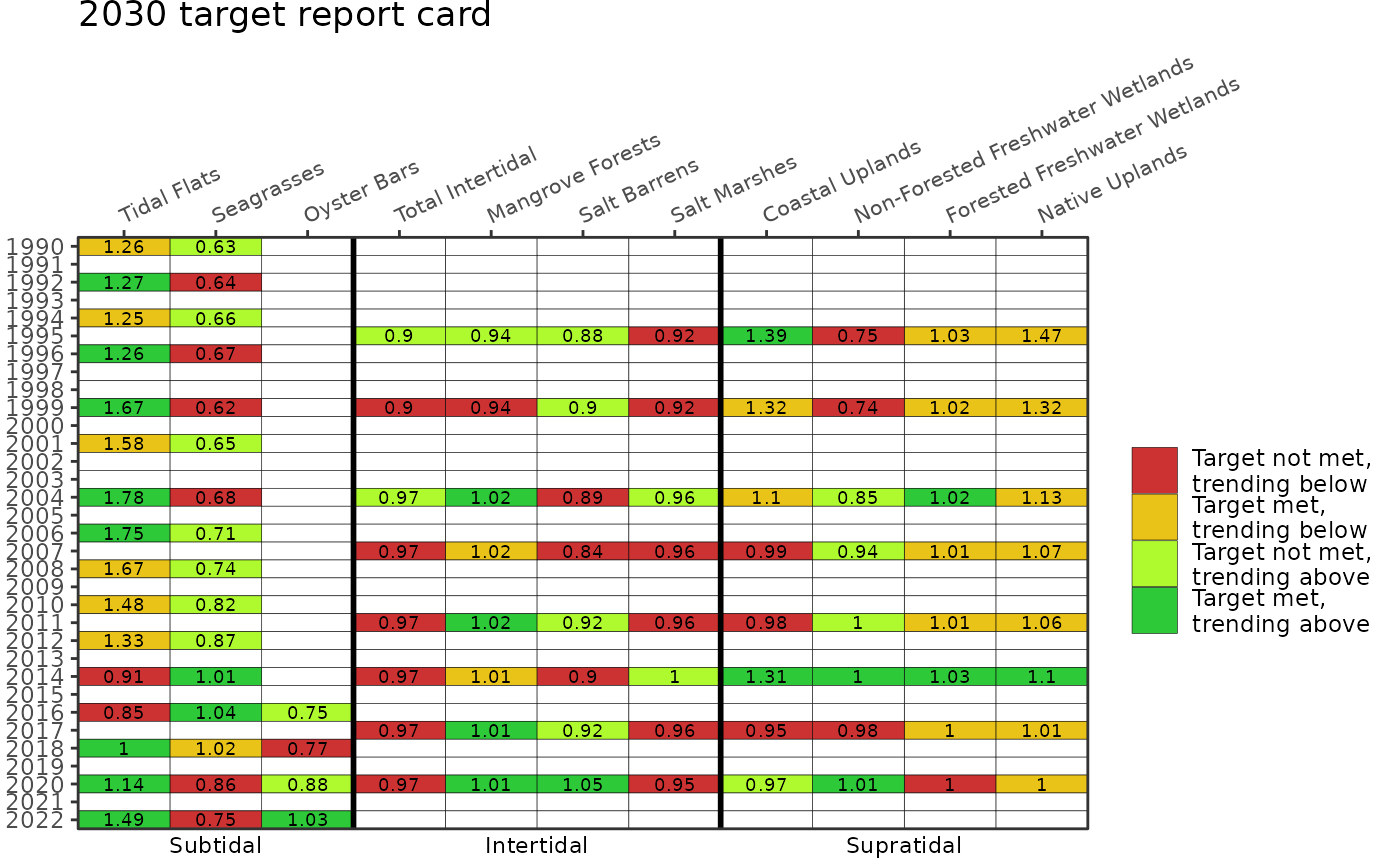 2030 target report card
Tidal Flats
Seagrasses
Oyster Bars
Total Intertidal
Mangrove Forests
Salt Barrens
Salt Marshes
Coastal Uplands
Non-Forested Freshwater Wetlands
Forested Freshwater Wetlands
Native Uplands
1990 1.26 0.63
1991
1992 1.27 0.64
1993
1994 1.25 0.66
1995 0.9 0.94 0.88 0.92 1.39 0.75 1.03 1.47
1996 1.26 0.67
1997
1998
1999 1.67 0.62 0.9 0.94 0.9 0.92 1.32 0.74 1.02 1.32
2000
2001 1.58 0.65
2002
2003
2004 1.78 0.68 0.97 1.02 0.89 0.96 1.1 0.85 1.02 1.13
2005
2006 1.75 0.71
2007 0.97 1.02 0.84 0.96 0.99 0.94 1.01 1.07
2008 1.67 0.74
2009
2010 1.48 0.82
2011 0.97 1.02 0.92 0.96 0.98 1 1.01 1.06
2012 1.33 0.87
2013
2014 0.91 1.01 0.97 1.01 0.9 1 1.31 1 1.03 1.1
2015
2016 0.85 1.04 0.75
2017 0.97 1.01 0.92 0.96 0.95 0.98 1 1.01
2018 1 1.02 0.77
2019
2020 1.14 0.86 0.88 0.97 1.01 1.05 0.95 0.97 1.01 1 1
2021
2022 1.49 0.75 1.03
Subtidal
Intertidal
Supratidal
Target not met,
trending below
Target met,
trending below
Target not met,
trending above
Target met,
trending above